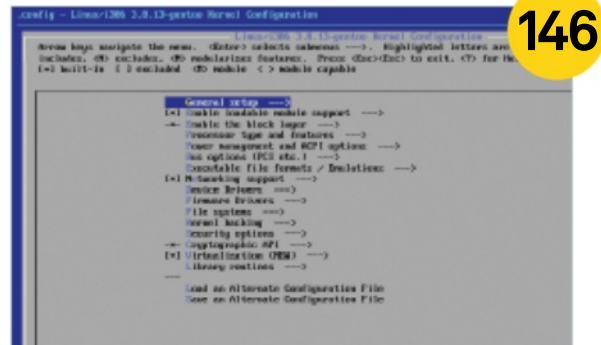 .config - Linux/i386 3.8.13-gentoo Kernel Configuration
146
Linux/i386 3.8.13-gentoo Kernel Configuration
Arrow keys navigate the menu. <Enter> selects submenus --->. Highlighted letters are
includes, <N> excludes, <M> modularizes features. Press <Esc><Esc> to exit, <?> for He
[*] built-in [ ] excluded <M> module < > module capable
General setup --->
[*] Enable loadable module support --->
-*- Enable the block layer --->
Processor type and features --->
Power management and ACPI options --->
Bus options (PCI etc.) --->
Executable file formats / Emulations --->
[*] Networking support --->
Device Drivers --->
Firmware Drivers --->
File systems --->
Kernel hacking --->
Security options --->
-*- Cryptographic API --->
[*] Virtualization (NEW) --->
Library routines --->
---
Load an Alternate Configuration File
Save an Alternate Configuration File